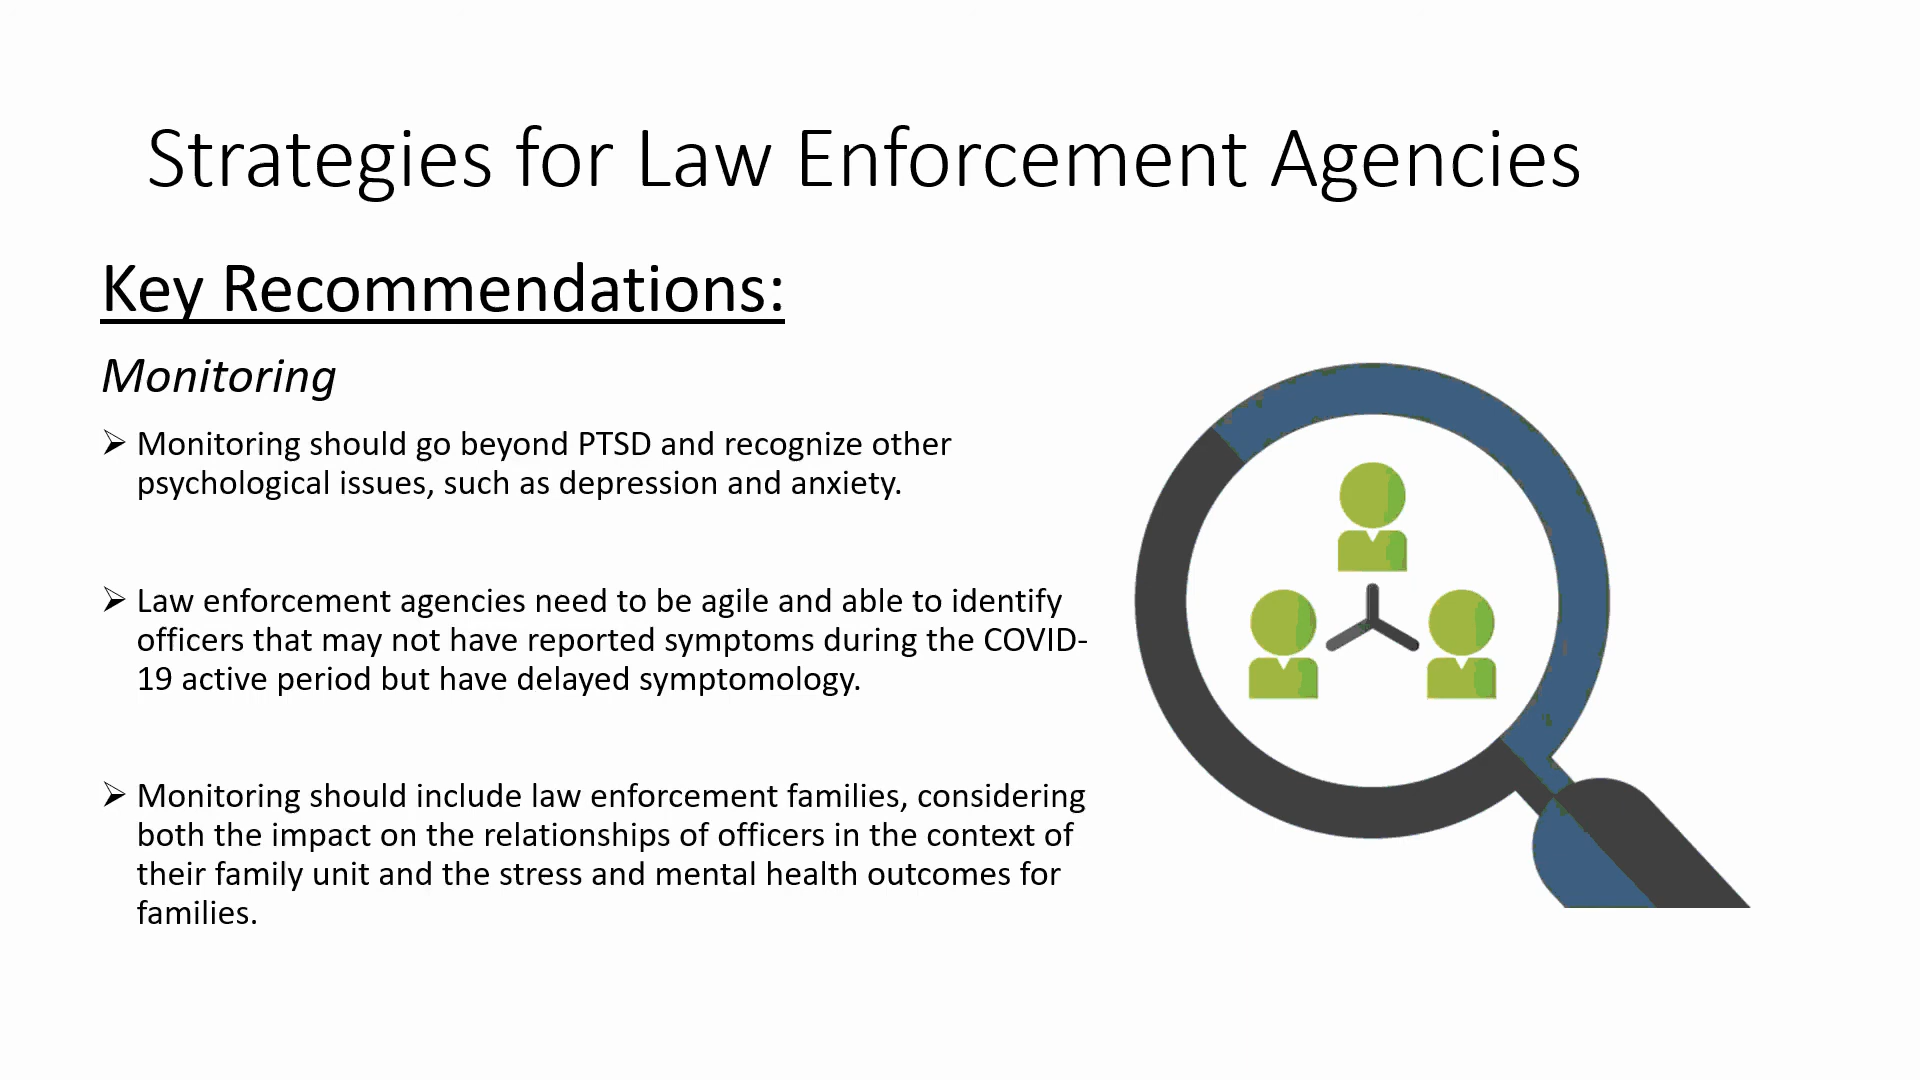 Strategies for Law Enforcement Agencies
Key Recommendations:
Monitoring
➢ Monitoring should go beyond PTSD and recognize other
psychological issues, such as depression and anxiety.
➢ Law enforcement agencies need to be agile and able to identify
officers that may not have reported symptoms during the COVID-
19 active period but have delayed symptomology.
➢ Monitoring should include law enforcement families, considering
both the impact on the relationships of officers in the context of
their family unit and the stress and mental health outcomes for
families.